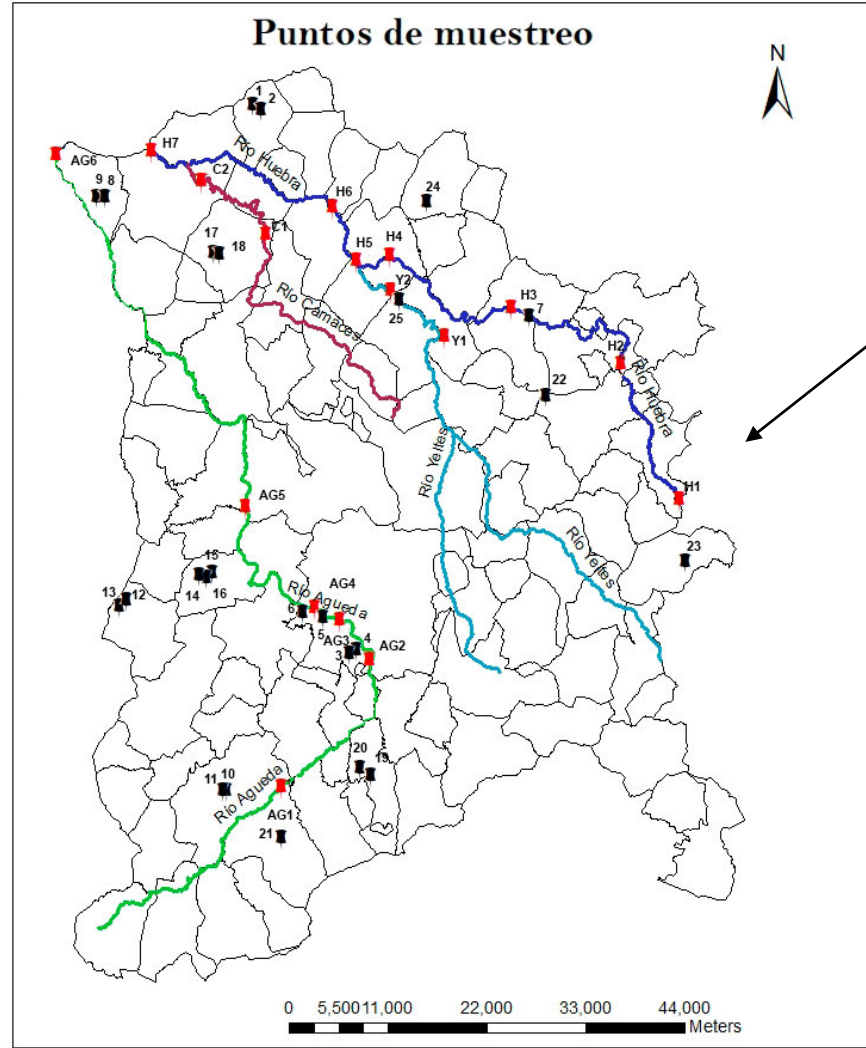 Puntos de muestreo
N
1
2
H7
Río Huebra
AG6
C2
9 8
H6
24
17
18
C1
H5
H4
Y2
25
Río Camaces
H3
7
Y1
H2
Río Huebra
22
Río Yeltes
H1
AG5
Río Yeltes
23
15
14
16
13
12
AG4
Río Agueda
6
5
AG3
4
3
AG2
20
19
11 10
Río Agueda
AG1
21
0 5,500 11,000 22,000 33,000 44,000
Meters